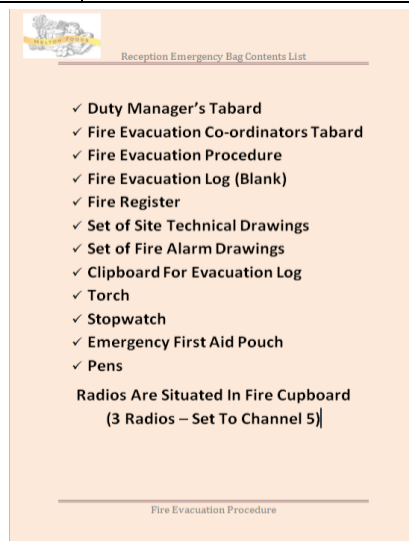 MELTON FOODS
Reception Emergency Bag Contents List
✓ Duty Manager's Tabard
✓ Fire Evacuation Co-ordinators Tabard
✓ Fire Evacuation Procedure
✓ Fire Evacuation Log (Blank)
✓ Fire Register
✓ Set of Site Technical Drawings
✓ Set of Fire Alarm Drawings
✓ Clipboard For Evacuation Log
✓ Torch
✓ Stopwatch
✓ Emergency First Aid Pouch
✓ Pens
Radios Are Situated In Fire Cupboard
(3 Radios – Set To Channel 5)
Fire Evacuation Procedure